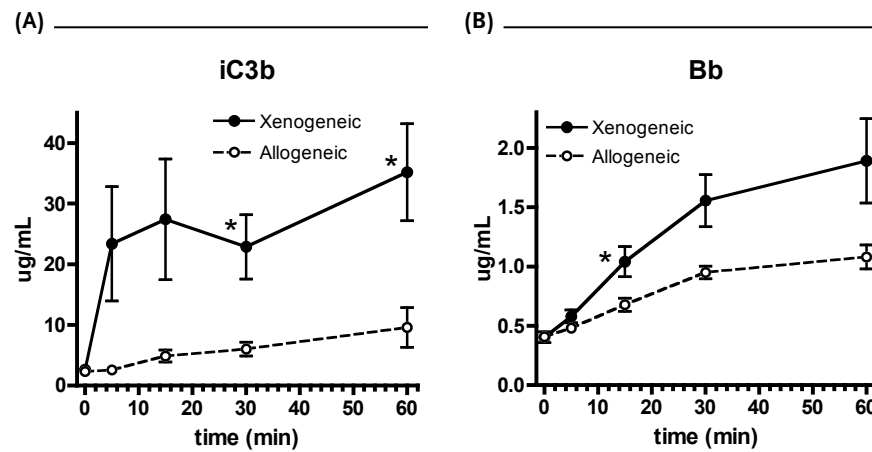 (A)
iC3b
Xenogeneic
Allogeneic
ug/mL
40
30
20
10
0
*
*
0 10 20 30 40 50 60
time (min)
(B)
Bb
Xenogeneic
Allogeneic
ug/mL
2.0
1.5
1.0
0.5
0.0
*
0 10 20 30 40 50 60
time (min)